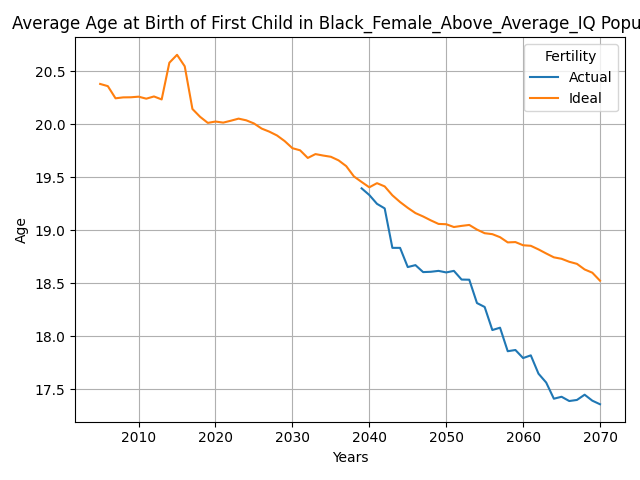 Average Age at Birth of First Child in Black_Female_Above_Average_IQ Popu
Fertility
Actual
Ideal
20.5
20.0
19.5
19.0
18.5
18.0
17.5
Age
2010 2020 2030 2040 2050 2060 2070
Years